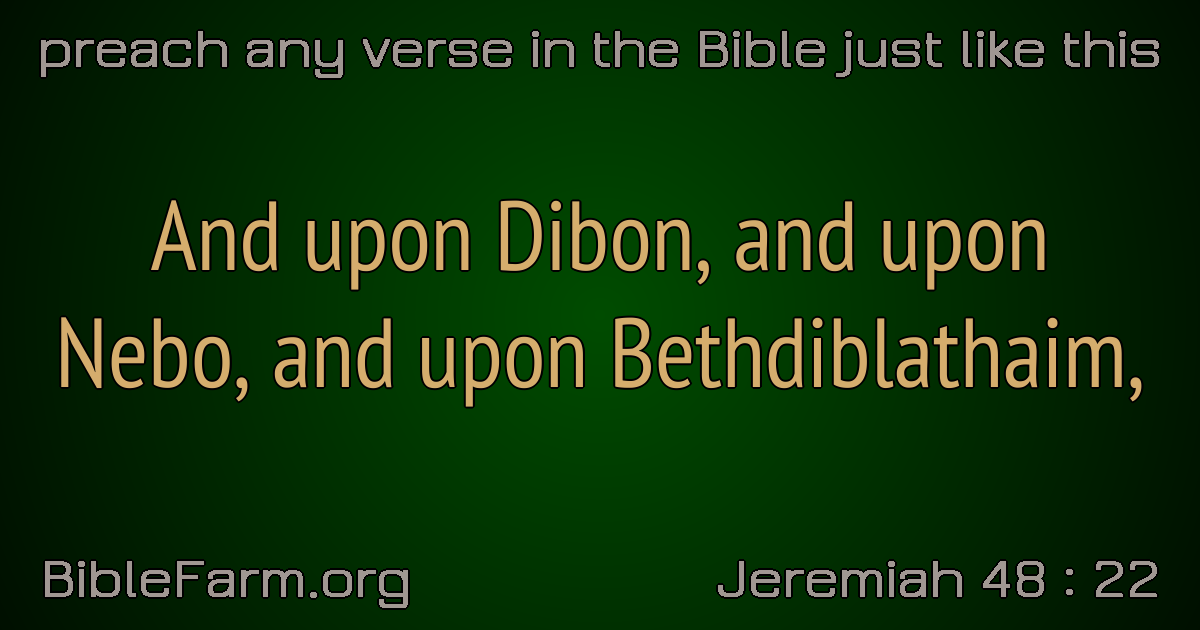 preach any verse in the Bible just like this
And upon Dibon, and upon
Nebo, and upon Bethdiblathaim,
BibleFarm.org
Jeremiah 48 : 22